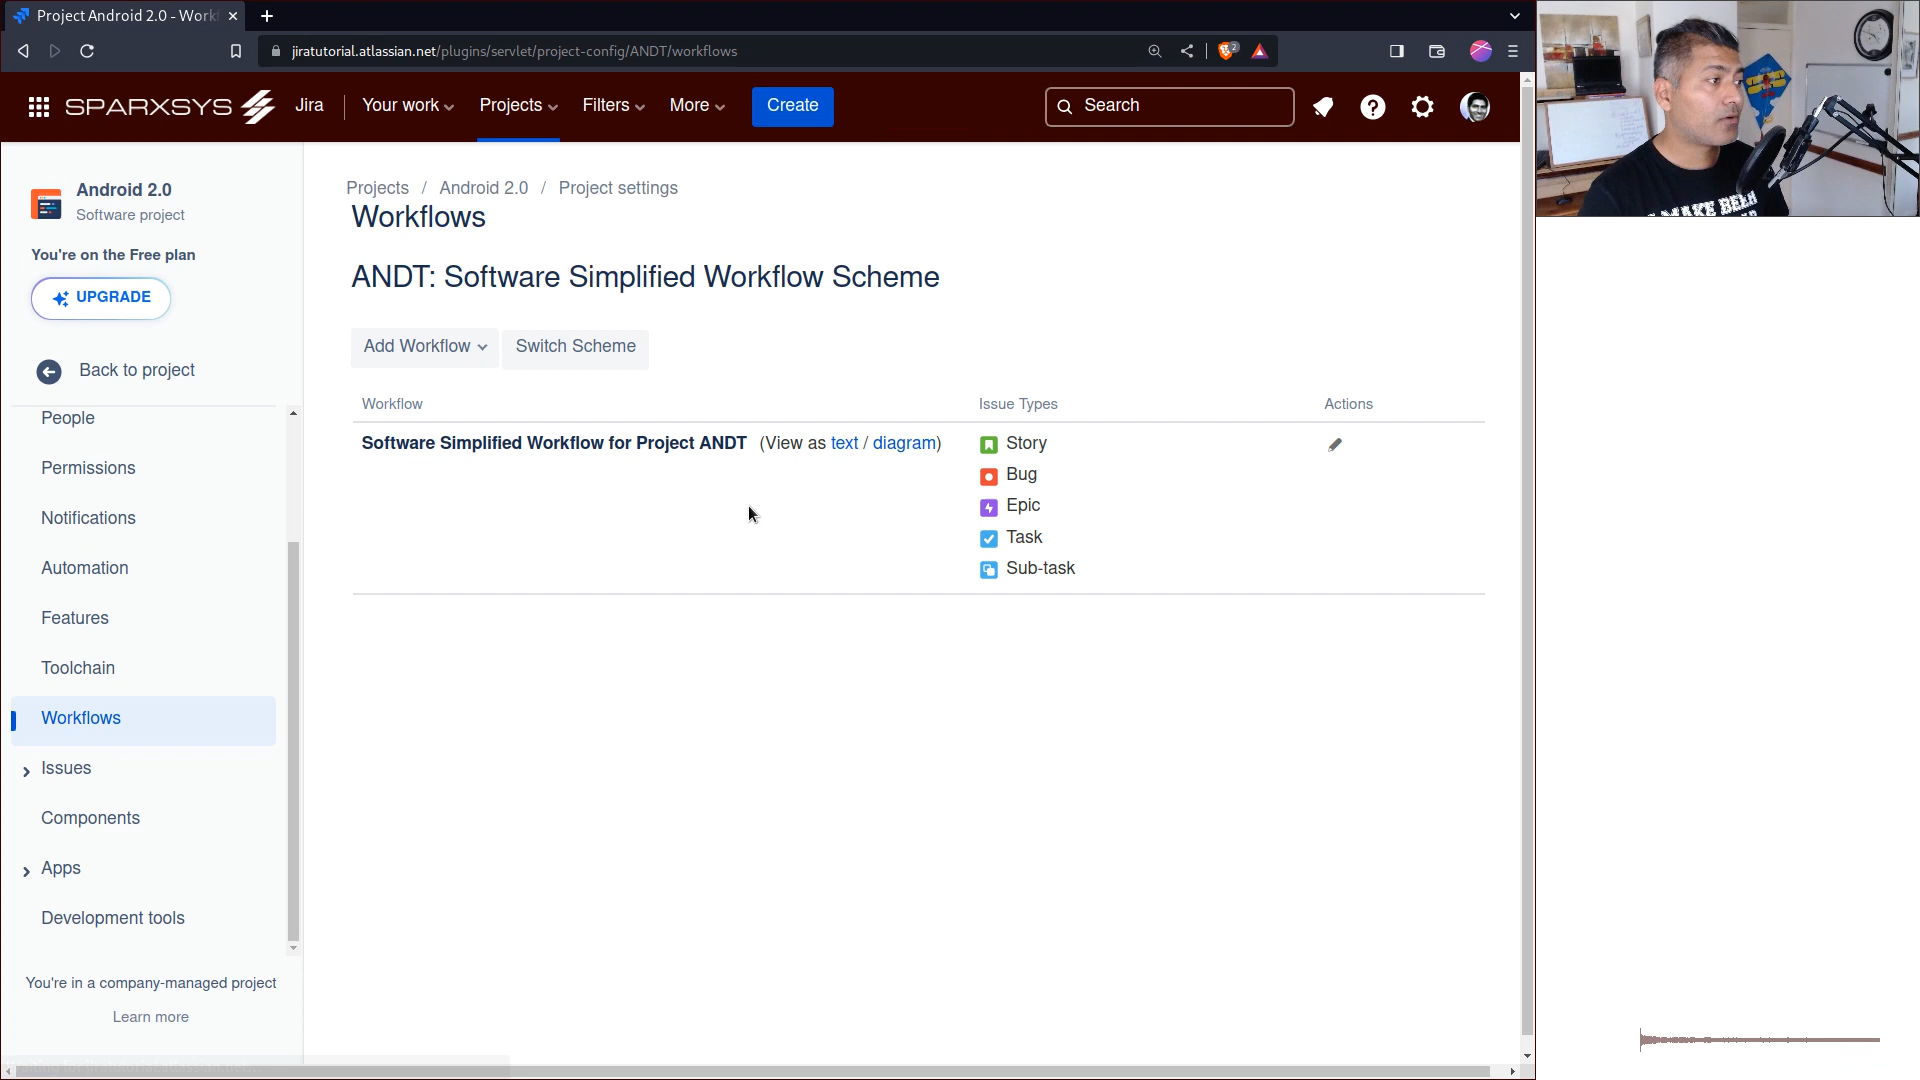 Project Android 2.0 - Work
jiratutorial.atlassian.net/plugins/servlet/project-config/ANDT/workflows
2
SPARXSYS
Jira
Your work
Projects
Filters
More
Create
Search
Android 2.0
Software project
You're on the Free plan
UPGRADE
Back to project
People
Permissions
Notifications
Automation
Features
Toolchain
Workflows
Issues
Components
Apps
Development tools
You're in a company-managed project
Learn more
Projects / Android 2.0 / Project settings
Workflows
ANDT: Software Simplified Workflow Scheme
Add Workflow
Switch Scheme
Workflow
Issue Types
Actions
Software Simplified Workflow for Project ANDT (View as text / diagram)
Story
Bug
Epic
Task
Sub-task
MAKE BEER